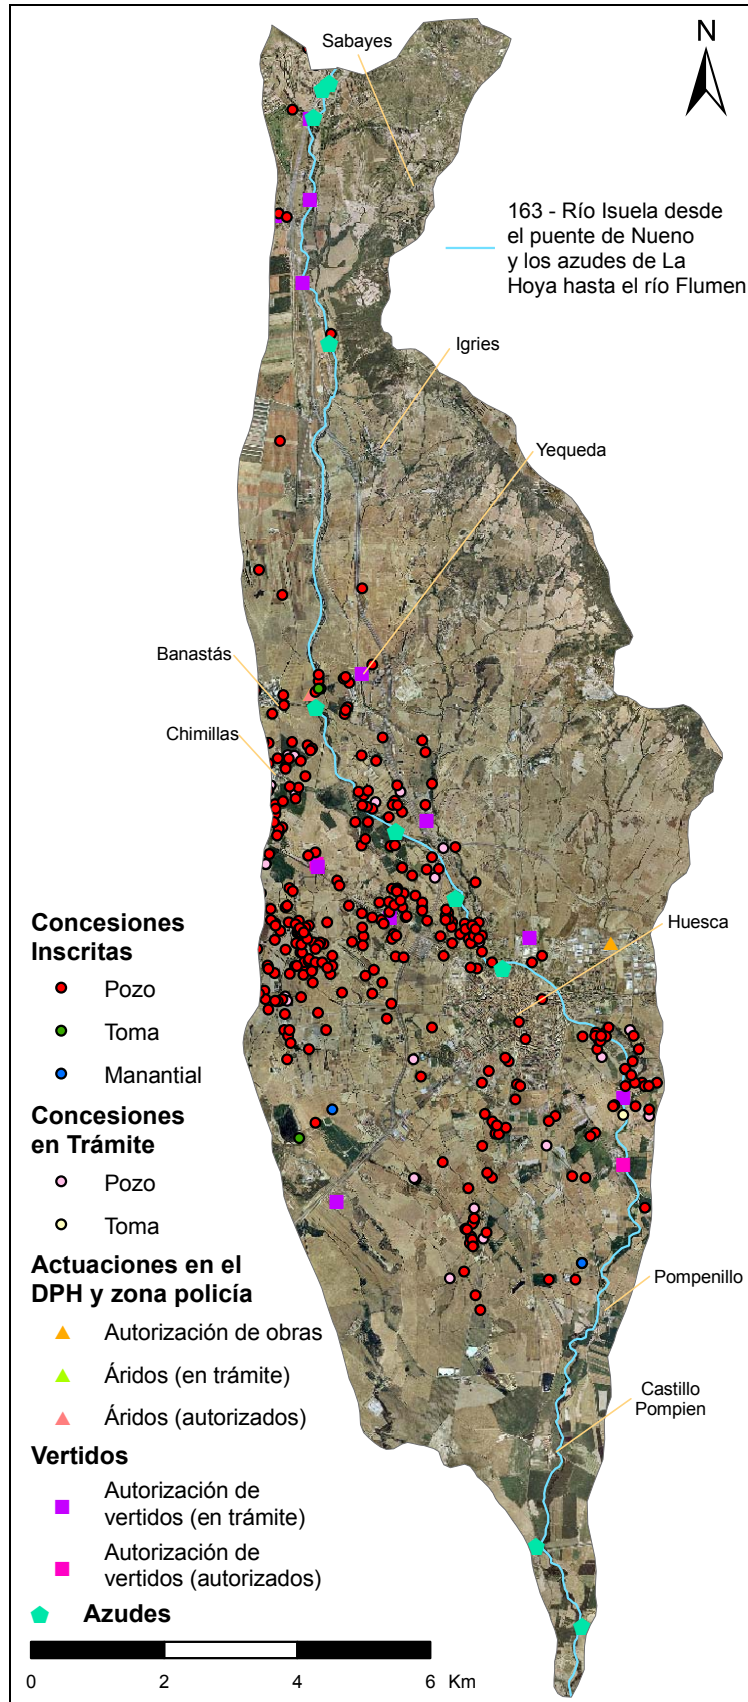 Sabayes
N
163 - Río Isuela desde
el puente de Nueno
y los azudes de La
Hoya hasta el río Flumen
Igries
Yequeda
Banastás
Chimillas
Huesca
Pompenillo
Castillo
Pompien
Concesiones
Inscritas
Pozo
Toma
Manantial
Concesiones
en Trámite
Pozo
Toma
Actuaciones en el
DPH y zona policía
Autorización de obras
Áridos (en trámite)
Áridos (autorizados)
Vertidos
Autorización de
vertidos (en trámite)
Autorización de
vertidos (autorizados)
Azudes
0 2 4 6 Km